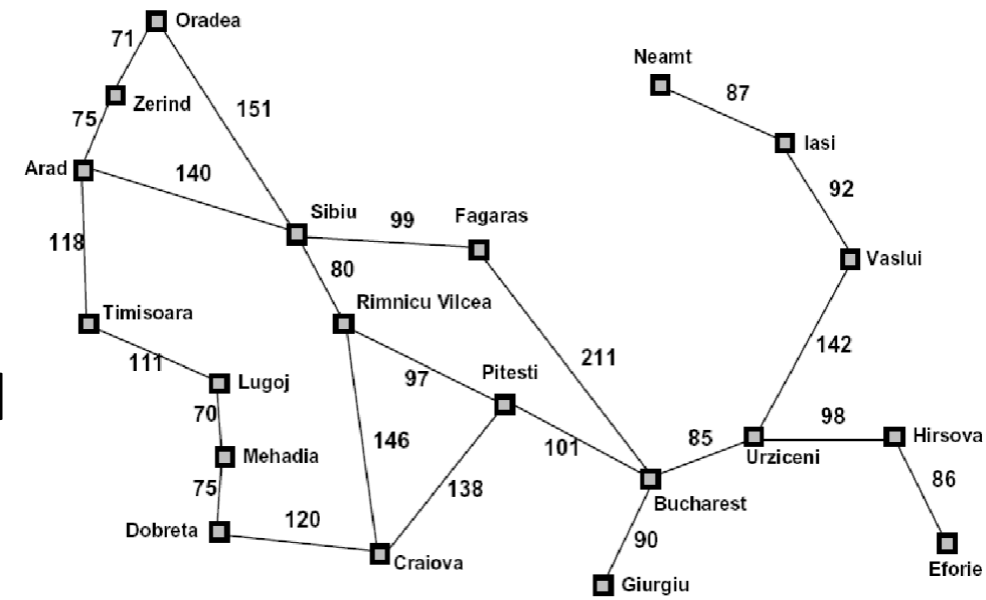 Oradea
71
Neamt
87
Zerind
151
75
Iasi
Arad
140
92
Sibiu
99
Fagaras
118
80
Vaslui
Rimnicu Vilcea
Timisoara
142
111
211
97
Pitesti
Lugoj
70
98
Hirsova
146
101
85
Urziceni
Mehadia
86
75
138
Bucharest
Dobreta
120
90
Craiova
Eforie
Giurgiu